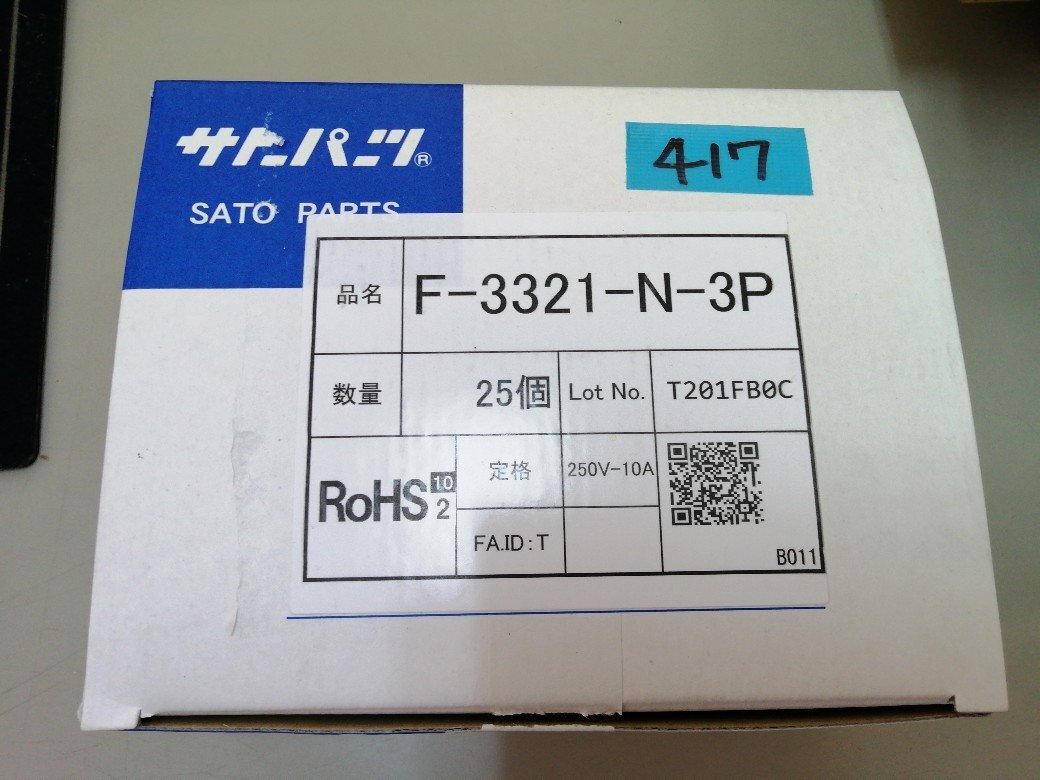 サトーパーツ®
SATO PARTS
417
品名 F-3321-N-3P
数量 25個 Lot No. T201FB0C
RoHS 10 2
定格 250V-10A
FA.ID:T
B011